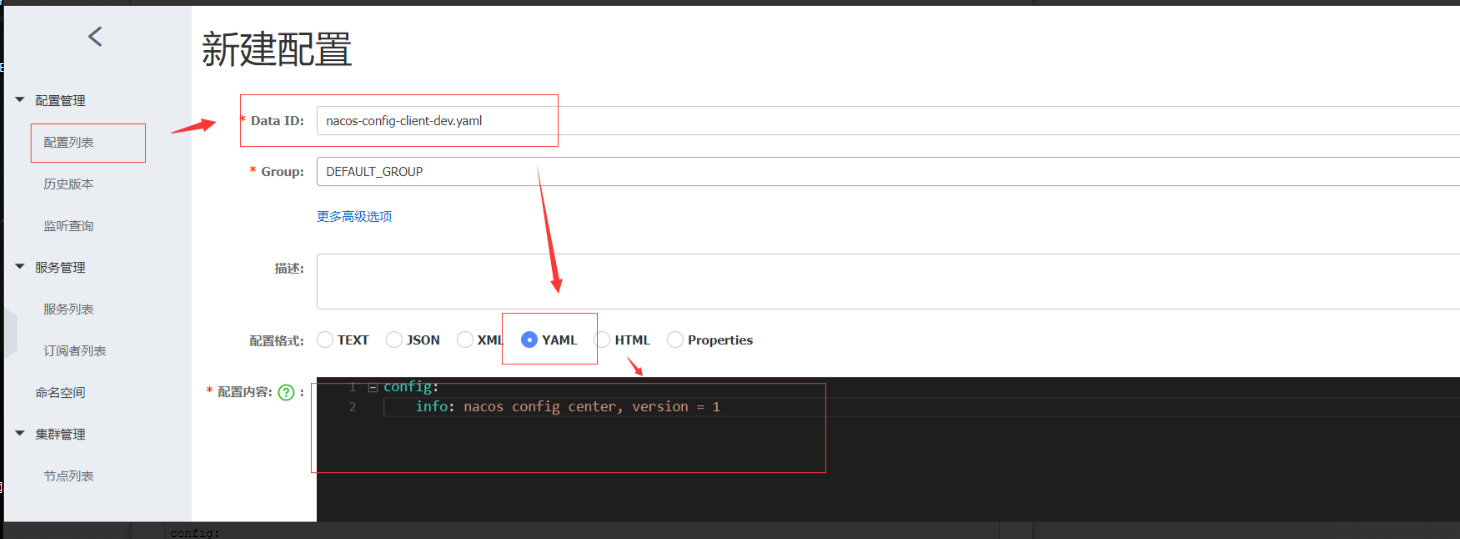 新建配置
配置管理
配置列表
历史版本
监听查询
服务管理
服务列表
订阅者列表
命名空间
集群管理
节点列表
* Data ID: nacos-config-client-dev.yaml
* Group: DEFAULT_GROUP
更多高级选项
描述:
配置格式: TEXT JSON XML YAML HTML Properties
* 配置内容: ? :
1 config:
2 info: nacos config center, version = 1
config: